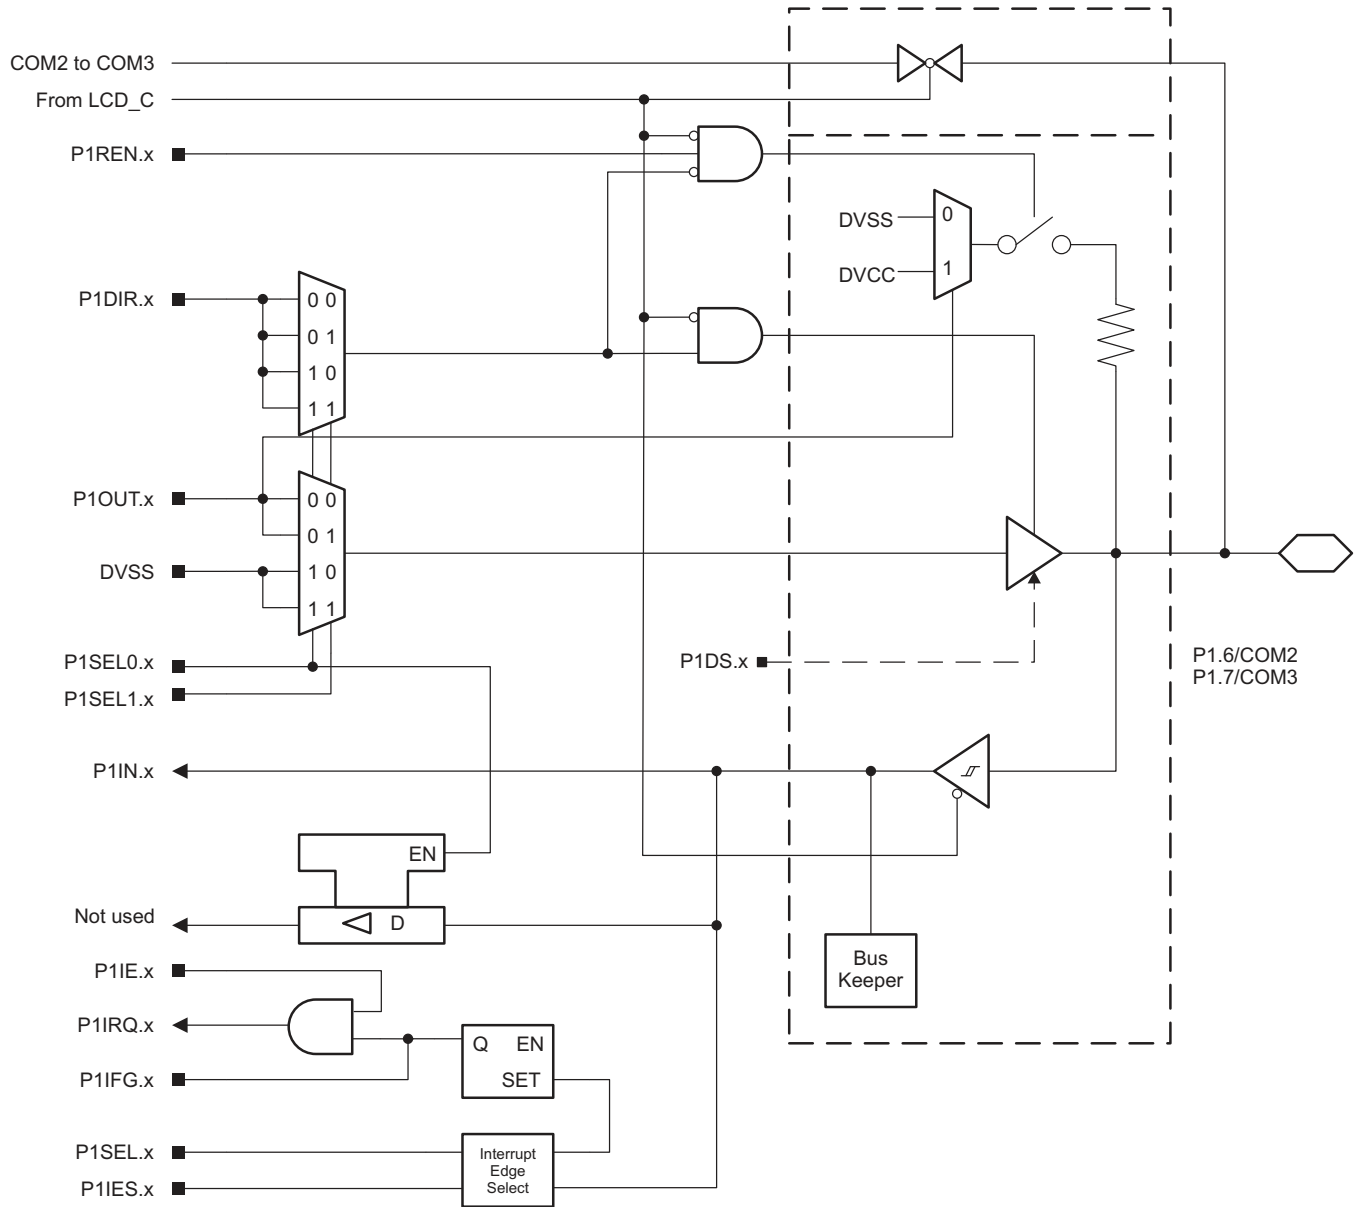 COM2 to COM3
From LCD_C
P1REN.x
DVSS
0
DVCC
1
P1DIR.x
0 0
0 1
1 0
1 1
P1OUT.x
0 0
0 1
DVSS
1 0
1 1
P1SEL0.x
P1DS.x
P1.6/COM2
P1.7/COM3
P1SEL1.x
P1IN.x
EN
Not used
D
P1IE.x
Bus
Keeper
P1IRQ.x
Q EN
SET
P1IFG.x
P1SEL.x
Interrupt
Edge
Select
P1IES.x